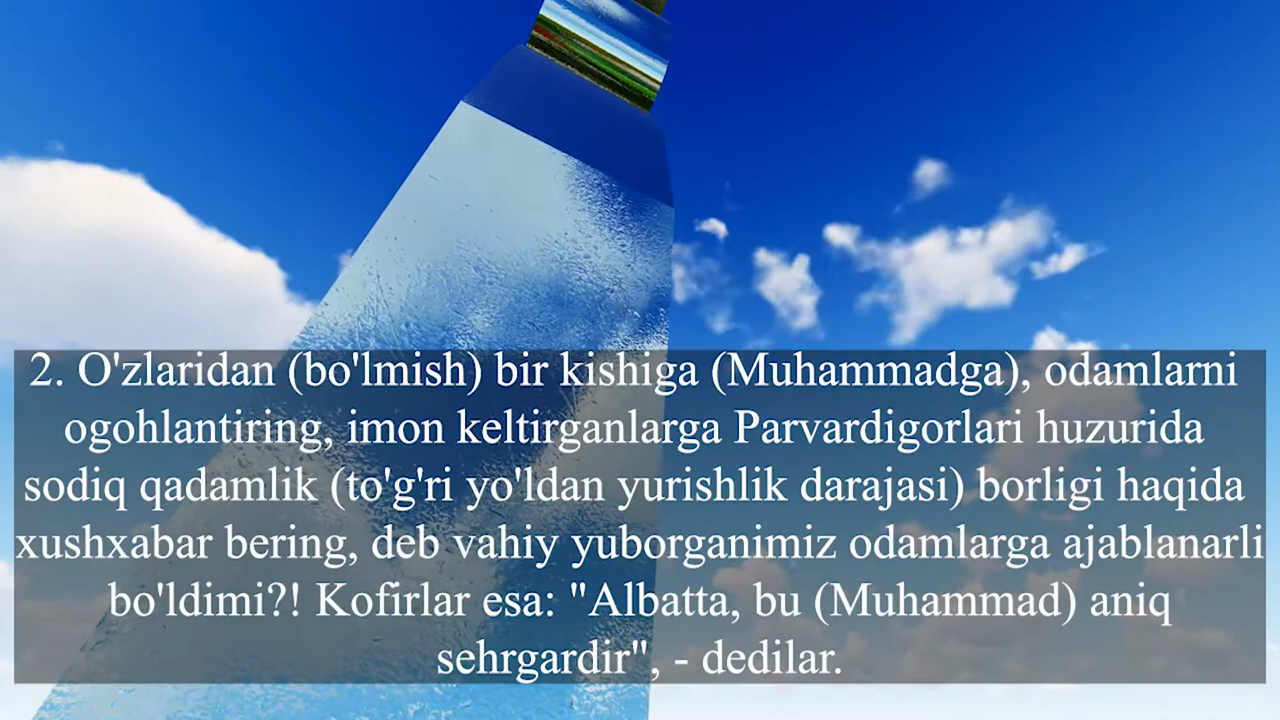 2. O'zlaridan (bo'lmish) bir kishiga (Muhammadga), odamlarni
ogohlantiring, imon keltirganlarga Parvardigorlari huzurida
sodiq qadamlik (to'g'ri yo'ldan yurishlik darajasi) borligi haqida
xushxabar bering, deb vahiy yuborganimiz odamlarga ajablanarli
bo'ldimi?! Kofirlar esa: "Albatta, bu (Muhammad) aniq
sehrgardir", - dedilar.